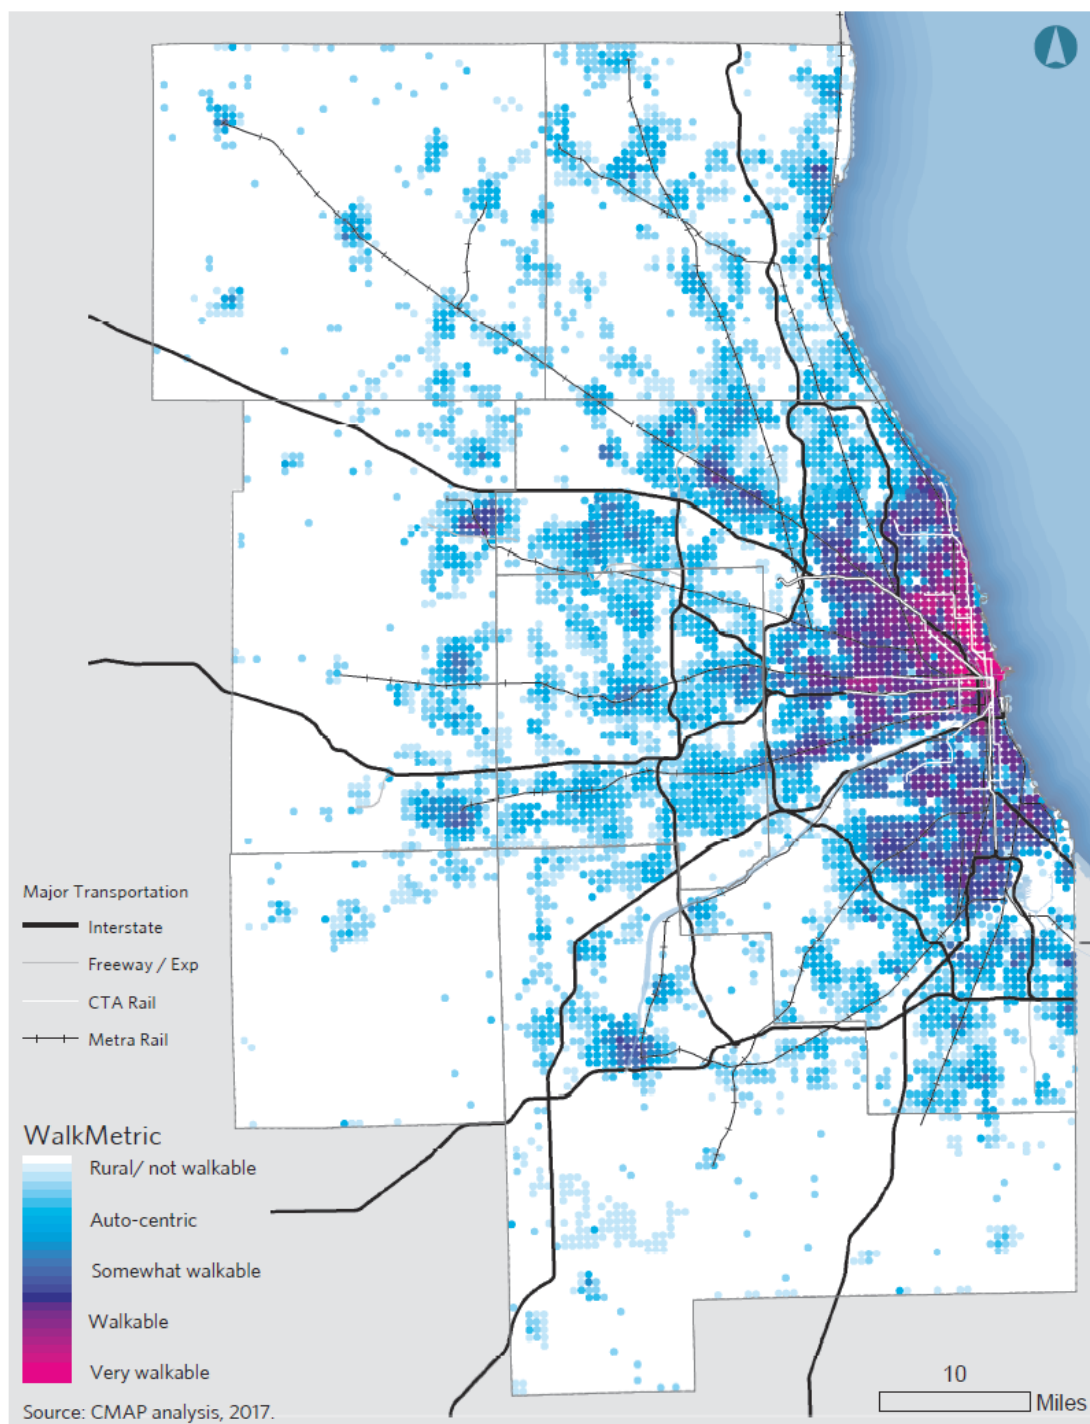 Major Transportation
Interstate
Freeway / Exp
CTA Rail
Metra Rail
WalkMetric
Rural/ not walkable
Auto-centric
Somewhat walkable
Walkable
Very walkable
Source: CMAP analysis, 2017.
10
Miles